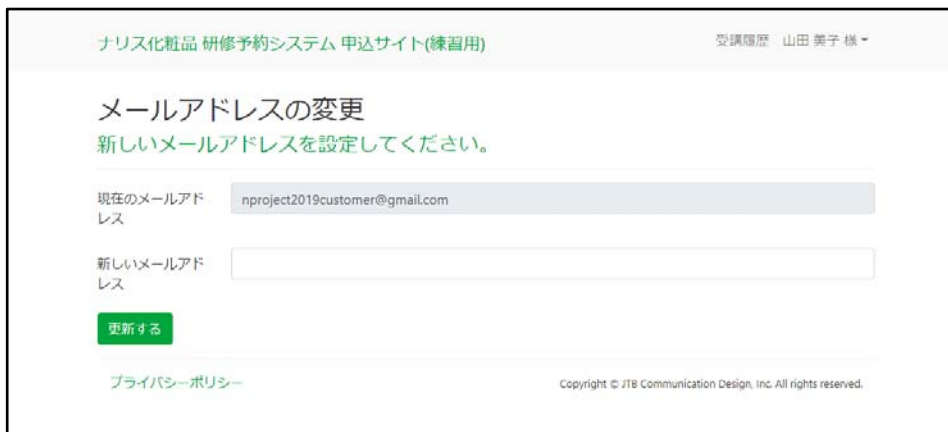 ナリス化粧品 研修予約システム 申込サイト(練習用)
受講履歴 山田 美子 様
メールアドレスの変更
新しいメールアドレスを設定してください。
現在のメールアド
レス
nproject2019customer@gmail.com
新しいメールアド
レス
更新する
プライバシーポリシー
Copyright © JTB Communication Design, Inc. All rights reserved.